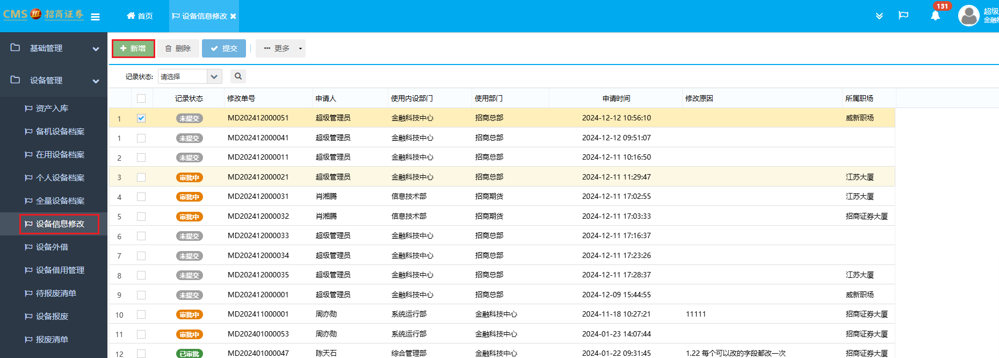 CMS 招商证券
首页
设备信息修改
131
超级
金融科
基础管理
设备管理
资产入库
备机设备档案
在用设备档案
个人设备档案
全量设备档案
设备信息修改
设备外借
设备借用管理
待报废清单
设备报废
报废清单
新增 删除 提交 更多
记录状态: 请选择
记录状态 修改单号 申请人 使用内设部门 使用部门 申请时间 修改原因 所属职场
1 未提交 MD202412000051 超级管理员 金融科技中心 招商总部 2024-12-12 10:56:10 威新职场
1 未提交 MD202412000041 超级管理员 金融科技中心 招商总部 2024-12-12 09:51:07
2 未提交 MD202412000011 超级管理员 金融科技中心 招商总部 2024-12-11 10:16:50
3 审批中 MD202412000021 超级管理员 金融科技中心 招商总部 2024-12-11 11:29:47 江苏大厦
4 审批中 MD202412000031 肖湘腾 信息技术部 招商期货 2024-12-11 17:02:55 江苏大厦
5 审批中 MD202412000032 肖湘腾 信息技术部 招商期货 2024-12-11 17:03:33 招商证券大厦
6 未提交 MD202412000033 超级管理员 金融科技中心 招商总部 2024-12-11 17:16:37
7 未提交 MD202412000034 超级管理员 金融科技中心 招商总部 2024-12-11 17:23:26
8 未提交 MD202412000035 超级管理员 金融科技中心 招商总部 2024-12-11 17:28:37 江苏大厦
9 未提交 MD202412000001 超级管理员 金融科技中心 招商总部 2024-12-09 15:44:55 威新职场
10 审批中 MD202411000001 周亦勋 系统运行部 金融科技中心 2024-11-18 10:27:21 11111 招商证券大厦
11 审批中 MD202401000053 周亦勋 系统运行部 金融科技中心 2024-01-23 14:07:44 招商证券大厦
12 已审批 MD202401000047 陈天石 综合管理部 金融科技中心 2024-01-22 09:31:45 1.22 每个可以改的字段都改一次 招商证券大厦